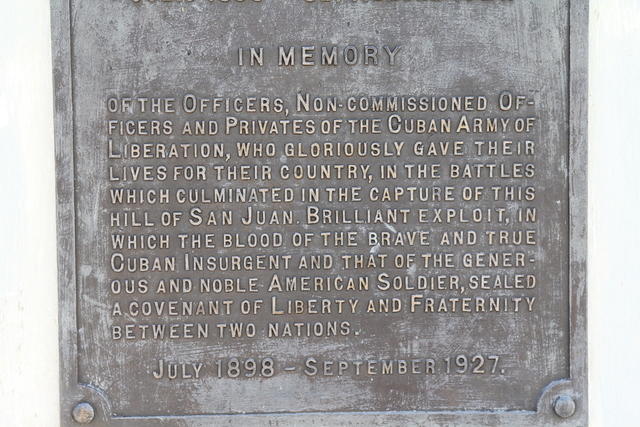 IN MEMORY
OF THE OFFICERS, NON-COMMISSIONED OF-
FICERS AND PRIVATES OF THE CUBAN ARMY OF
LIBERATION, WHO GLORIOUSLY GAVE THEIR
LIVES FOR THEIR COUNTRY, IN THE BATTLES
WHICH CULMINATED IN THE CAPTURE OF THIS
HILL OF SAN JUAN. BRILLIANT EXPLOIT, IN
WHICH THE BLOOD OF THE BRAVE AND TRUE
CUBAN INSURGENT AND THAT OF THE GENER-
OUS AND NOBLE AMERICAN SOLDIER, SEALED
A COVENANT OF LIBERTY AND FRATERNITY
BETWEEN TWO NATIONS.
JULY 1898 - SEPTEMBER 1927.